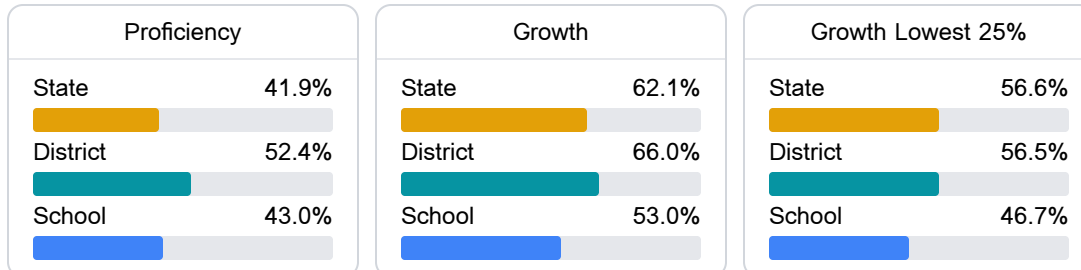 Proficiency
State 41.9%
District 52.4%
School 43.0%
Growth
State 62.1%
District 66.0%
School 53.0%
Growth Lowest 25%
State 56.6%
District 56.5%
School 46.7%